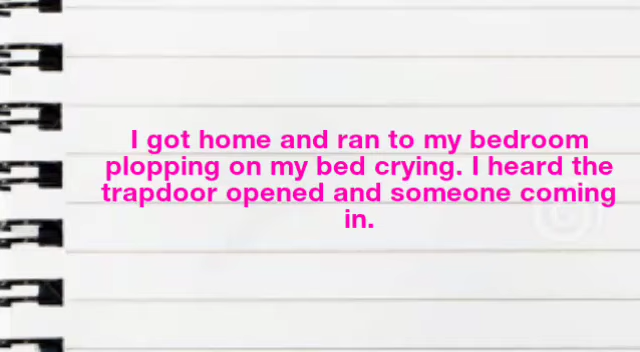 I got home and ran to my bedroom
plopping on my bed crying. I heard the
trapdoor opened and someone coming
in.